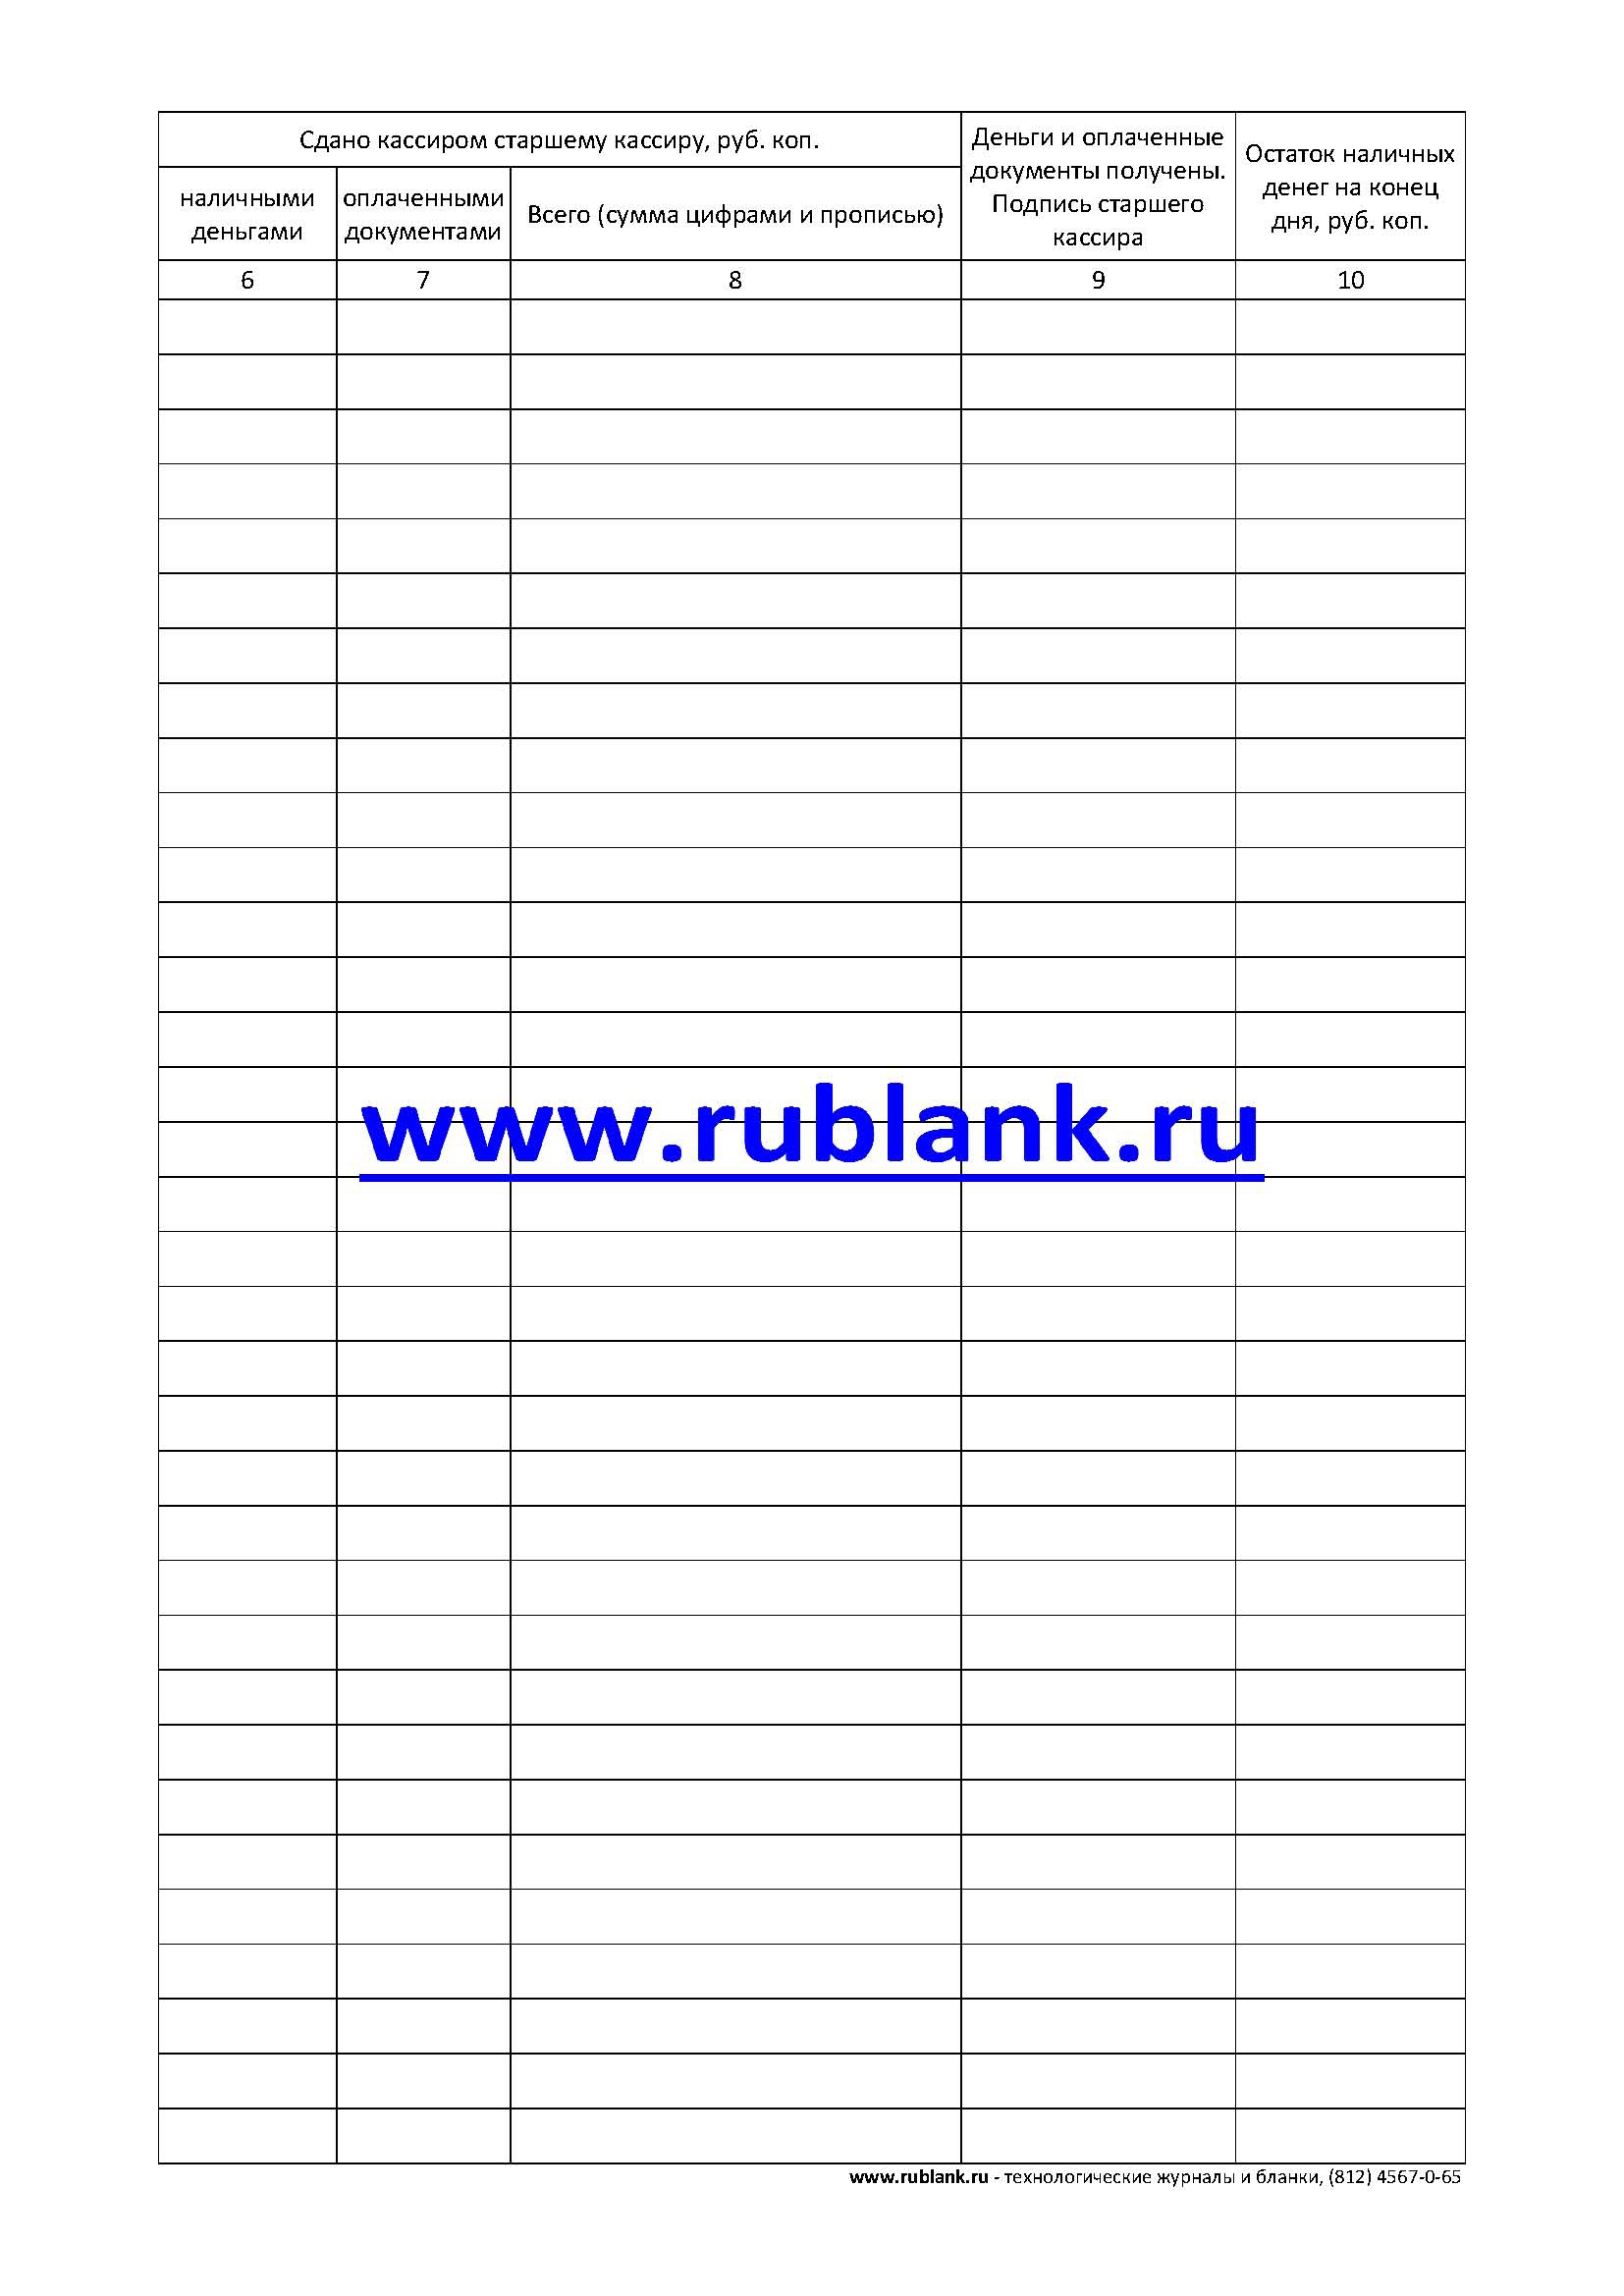 Сдано кассиром старшему кассиру, руб. коп.
Деньги и оплаченные
документы получены.
Подпись старшего
кассира
Остаток наличных
денег на конец
дня, руб. коп.
наличными
деньгами
оплаченными
документами
Всего (сумма цифрами и прописью)
6 7 8 9 10
www.rublank.ru
www.rublank.ru - технологические журналы и бланки, (812) 4567-0-65